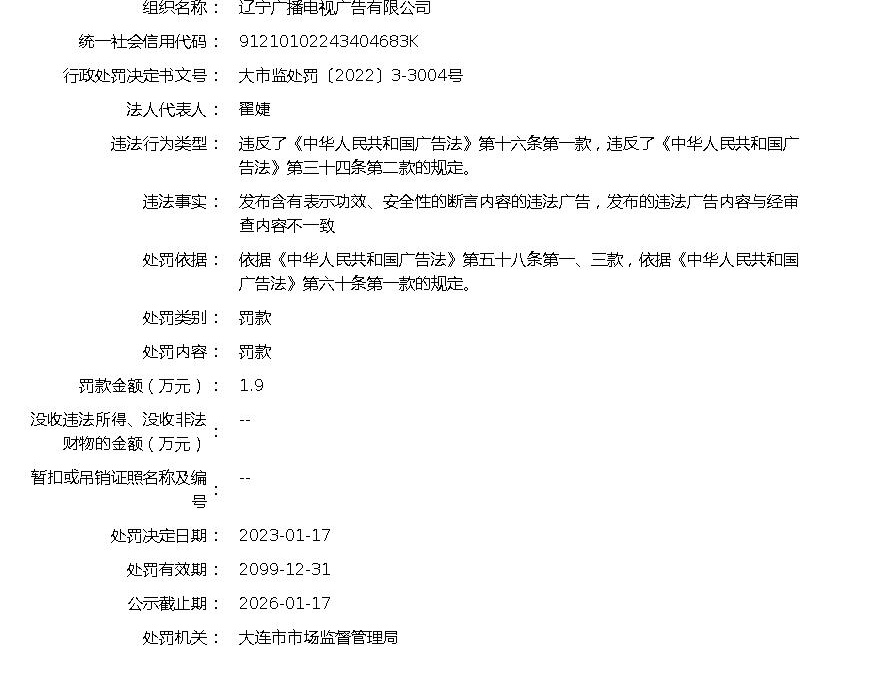 组织名称： 辽宁广播电视广告有限公司
统一社会信用代码： 91210102243404683K
行政处罚决定书文号： 大市监处罚〔2022〕3-3004号
法人代表人： 翟婕
违法行为类型： 违反了《中华人民共和国广告法》第十六条第一款，违反了《中华人民共和国广
告法》第三十四条第二款的规定。
违法事实： 发布含有表示功效、安全性的断言内容的违法广告，发布的违法广告内容与经审
查内容不一致
处罚依据： 依据《中华人民共和国广告法》第五十八条第一、三款，依据《中华人民共和国
广告法》第六十条第一款的规定。
处罚类别： 罚款
处罚内容： 罚款
罚款金额（万元）： 1.9
没收违法所得、没收非法
财物的金额（万元）： --
暂扣或吊销证照名称及编
号： --
处罚决定日期： 2023-01-17
处罚有效期： 2099-12-31
公示截止期： 2026-01-17
处罚机关： 大连市市场监督管理局